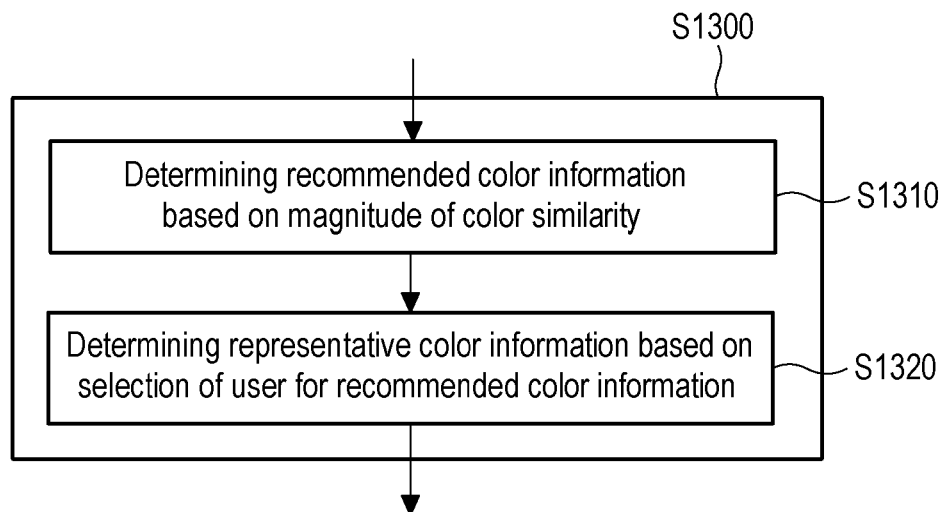 S1300
Determining recommended color information
based on magnitude of color similarity
S1310
Determining representative color information based on
selection of user for recommended color information
S1320